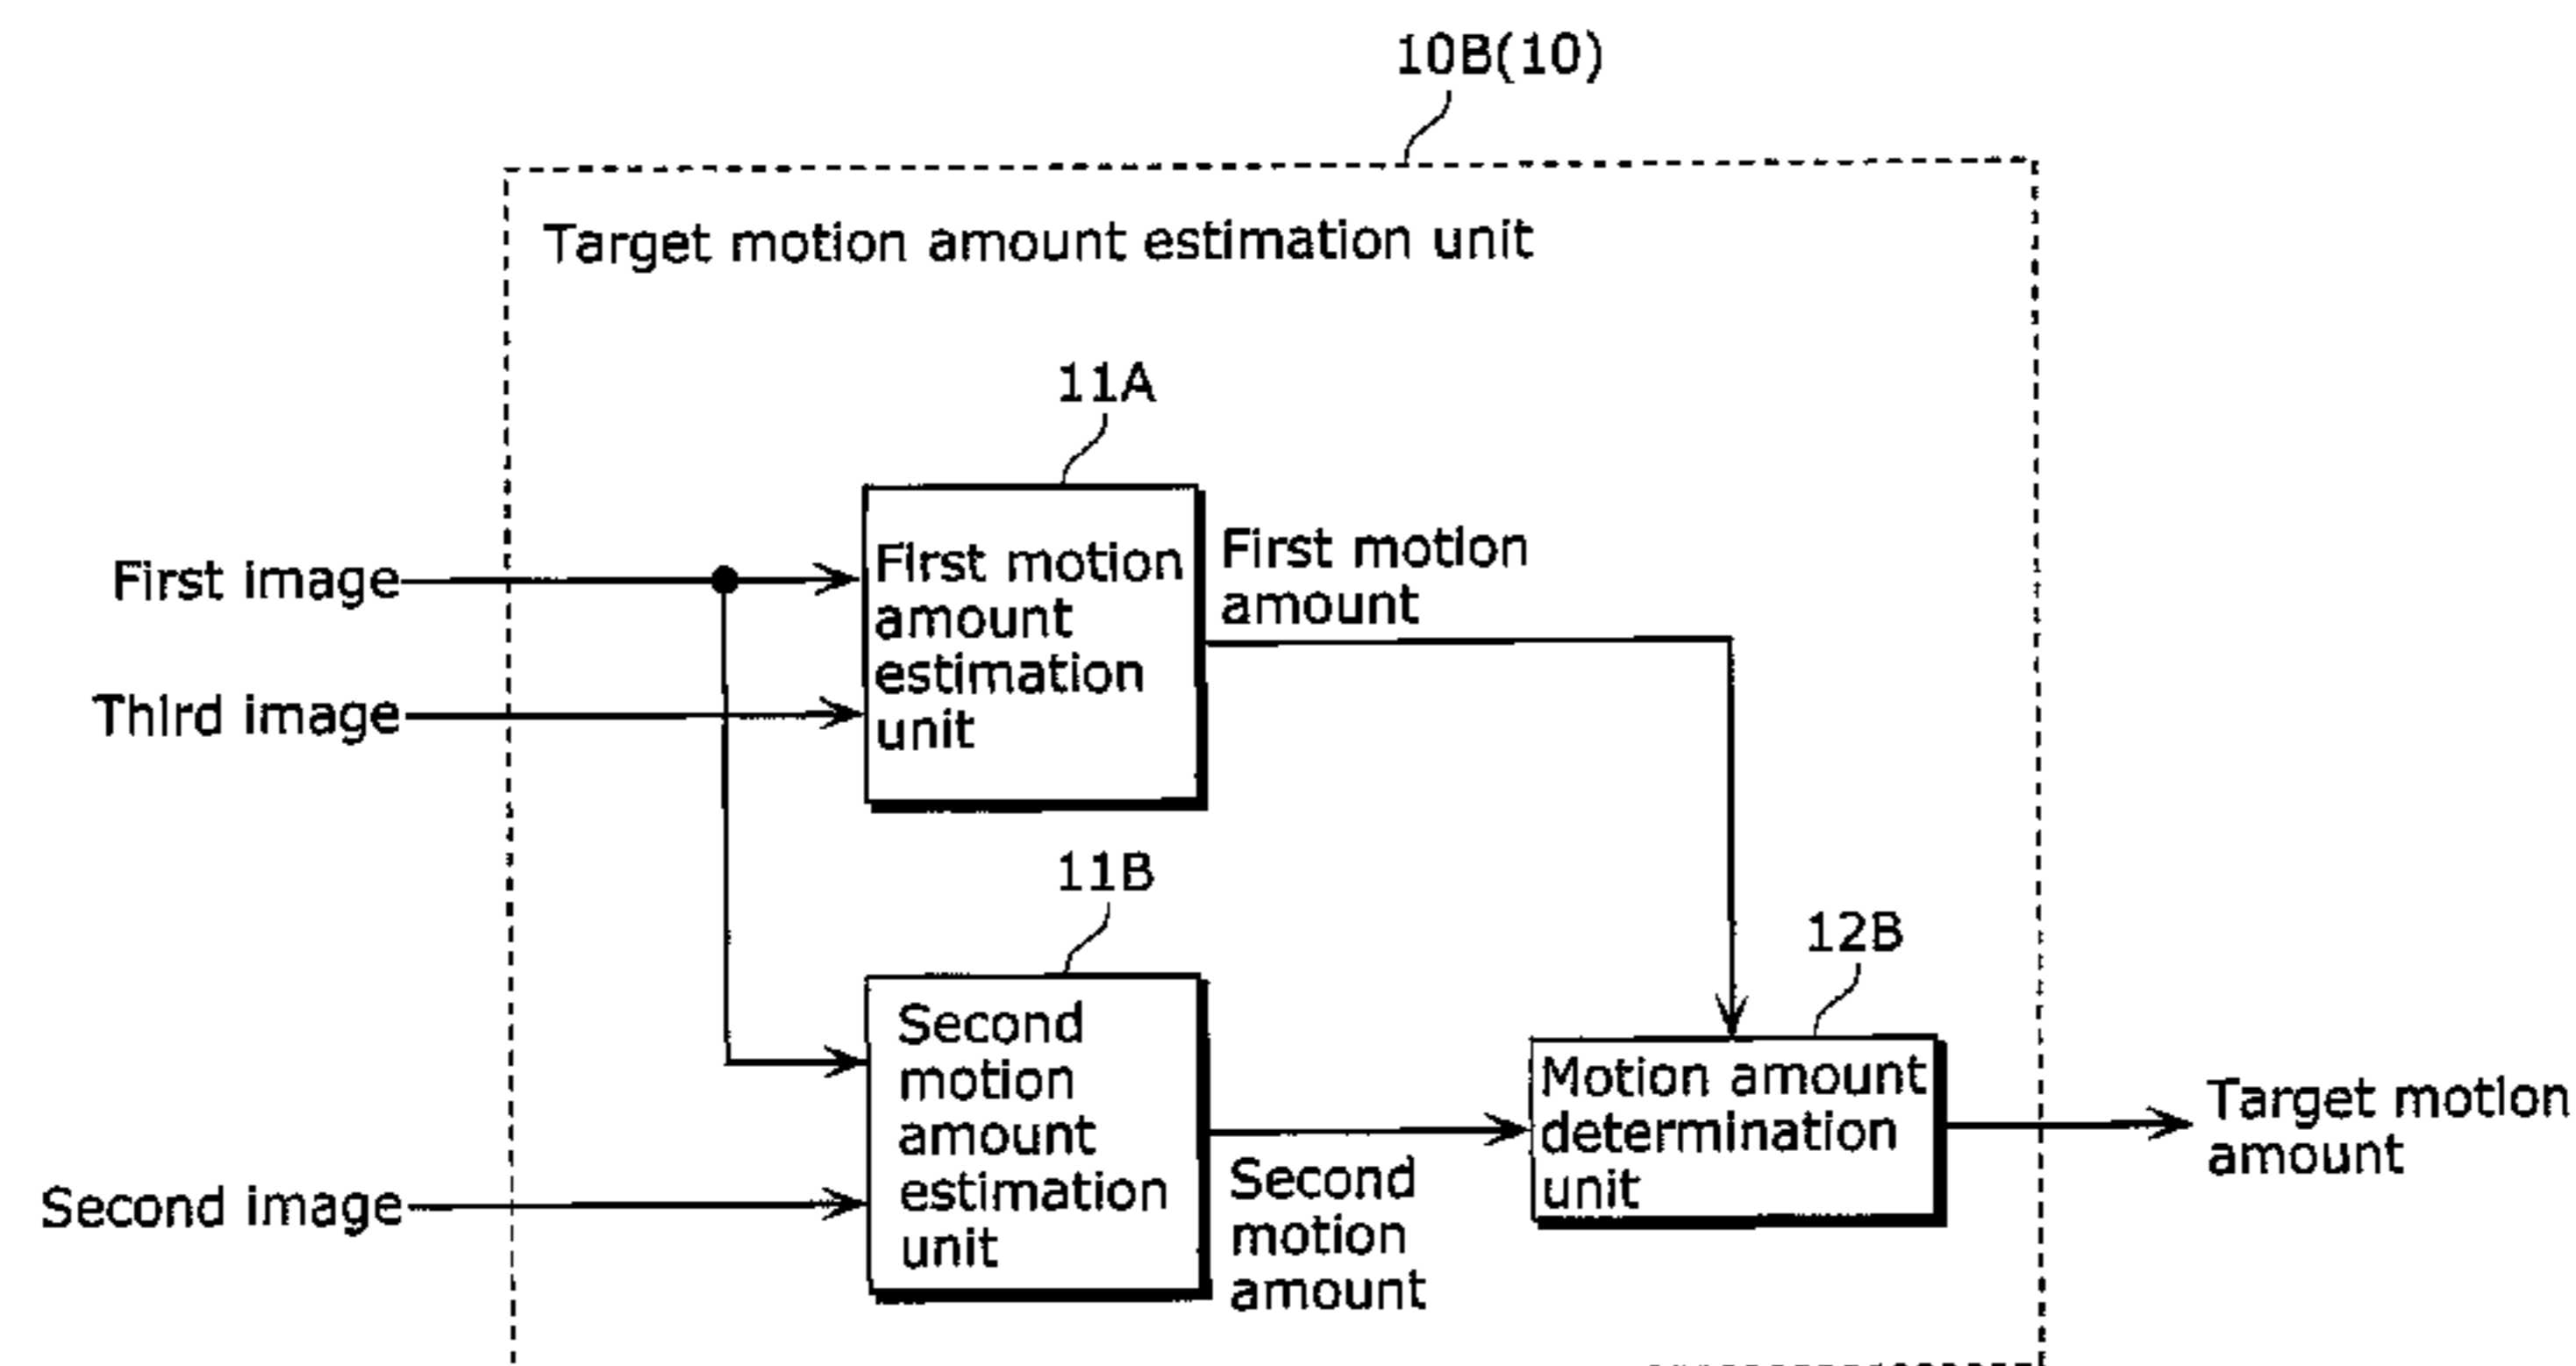 10B(10)
Target motion amount estimation unit
11A
First image
Third image
First motion
amount
estimation
unit
First motion
amount
11B
12B
Second
motion
amount
estimation
unit
Second image
Second
motion
amount
Motion amount
determination
unit
Target motion
amount